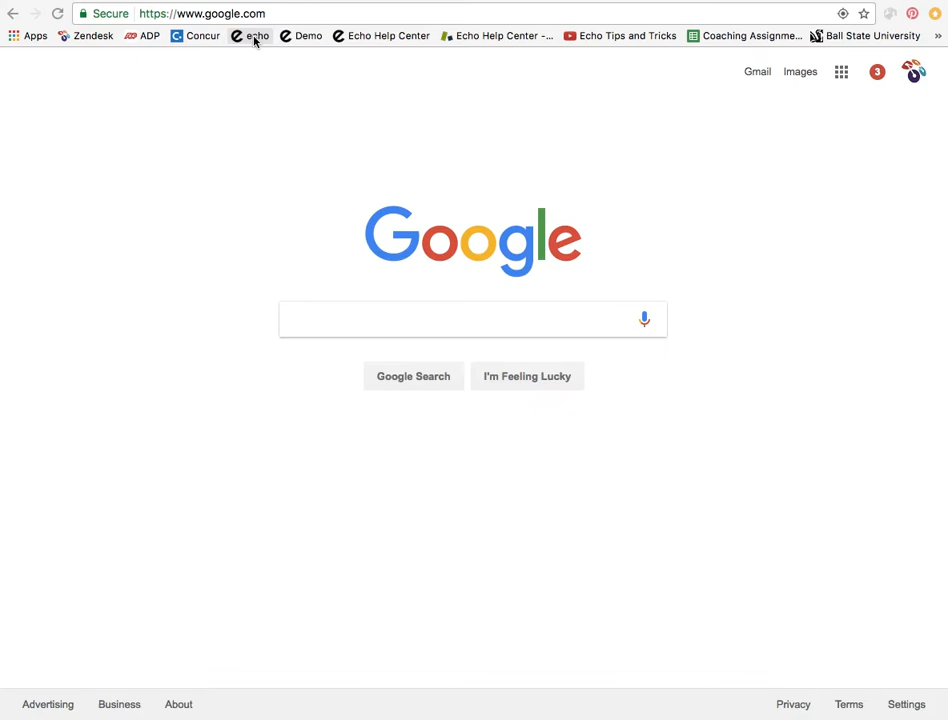 Secure https://www.google.com
Apps Zendesk ADP Concur echo Demo Echo Help Center Echo Help Center -... Echo Tips and Tricks Coaching Assignme... Ball State University »
Gmail Images 3
Google
Google Search I'm Feeling Lucky
Advertising Business About Privacy Terms Settings